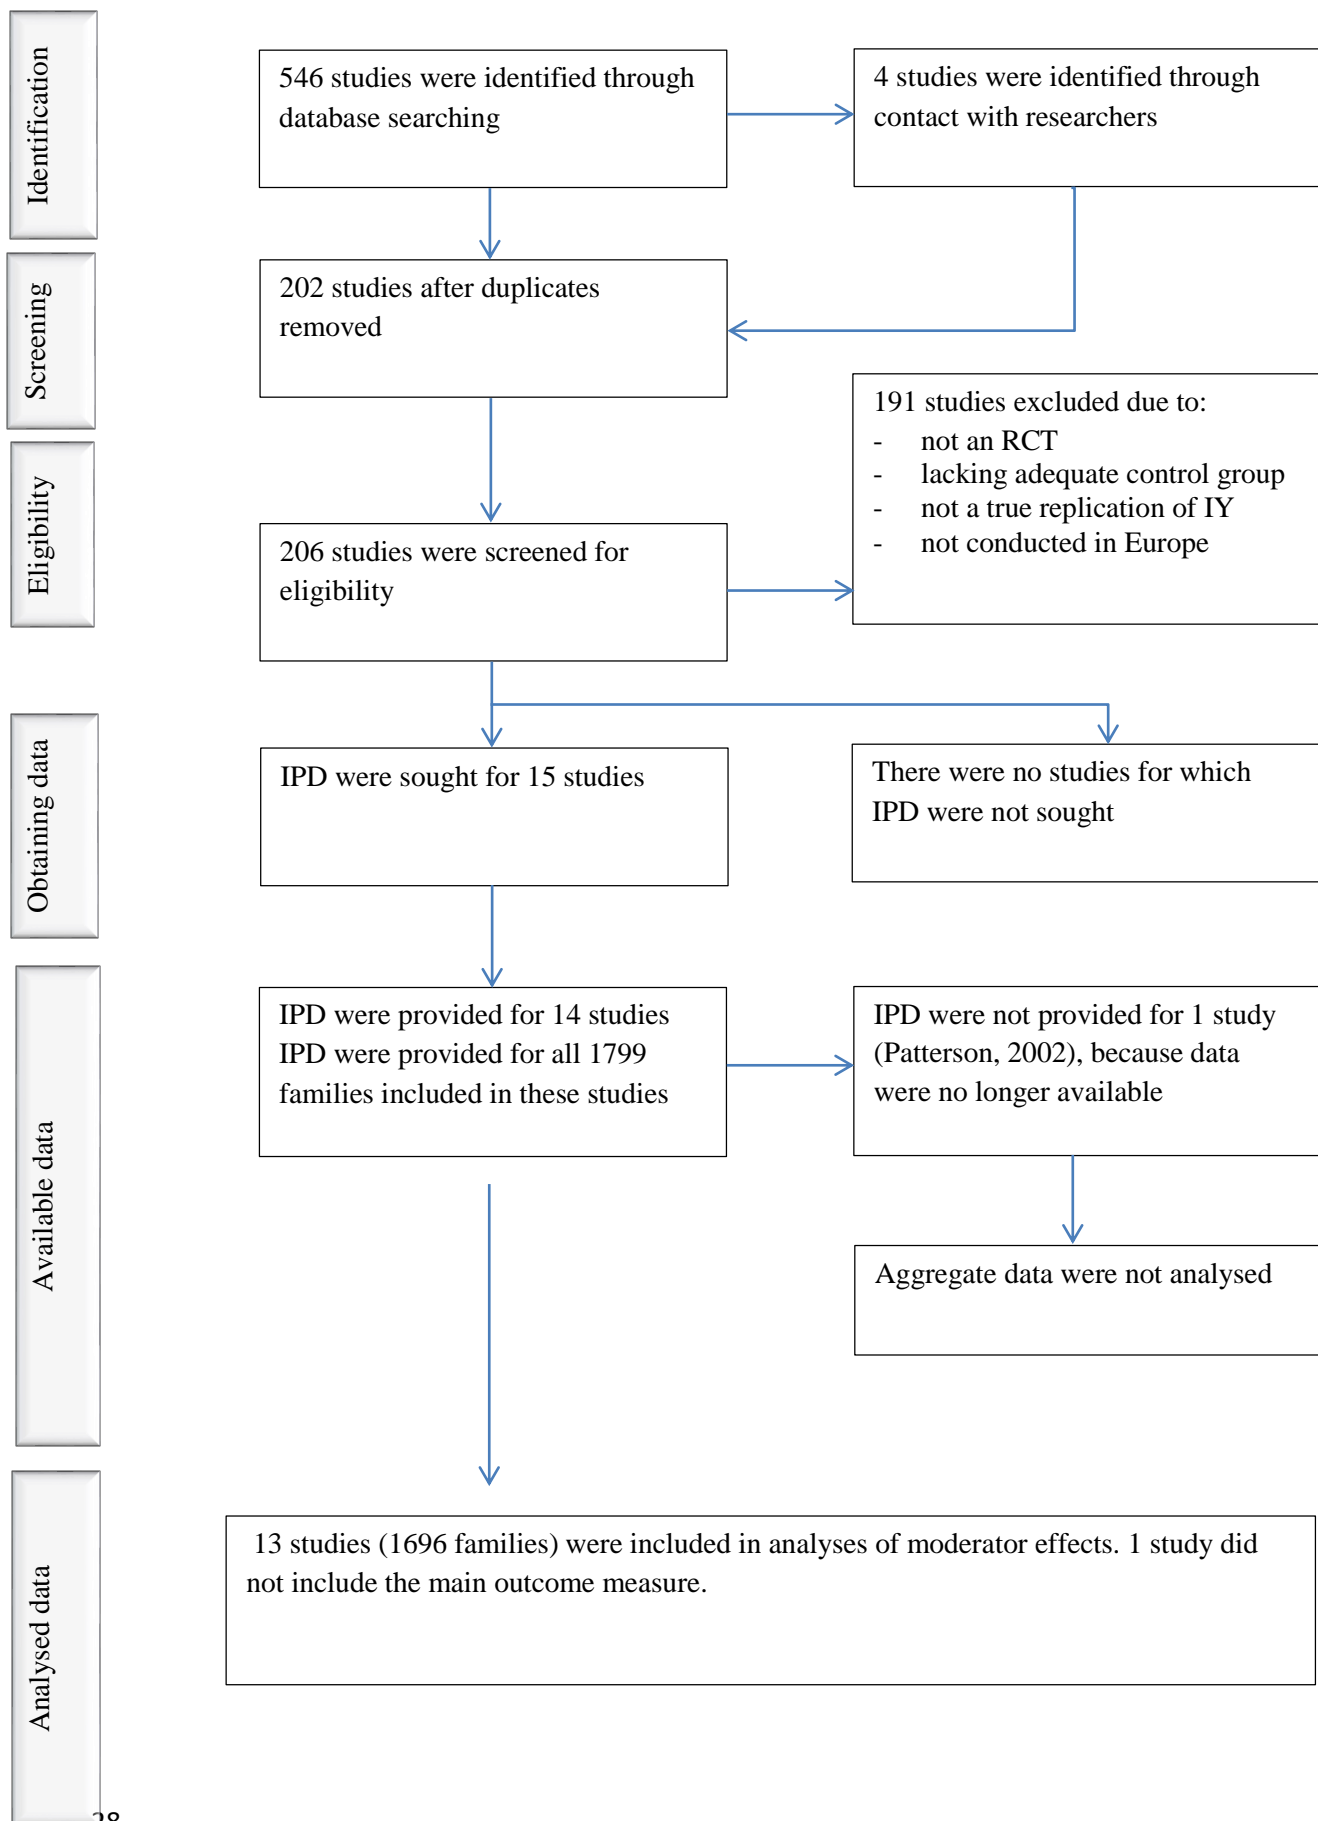 Identification
546 studies were identified through
database searching
4 studies were identified through
contact with researchers
Screening
202 studies after duplicates
removed
191 studies excluded due to:
- not an RCT
- lacking adequate control group
- not a true replication of IY
- not conducted in Europe
Eligibility
206 studies were screened for
eligibility
Obtaining data
IPD were sought for 15 studies
There were no studies for which
IPD were not sought
Available data
IPD were provided for 14 studies
IPD were provided for all 1799
families included in these studies
IPD were not provided for 1 study
(Patterson, 2002), because data
were no longer available
Aggregate data were not analysed
Analysed data
13 studies (1696 families) were included in analyses of moderator effects. 1 study did
not include the main outcome measure.